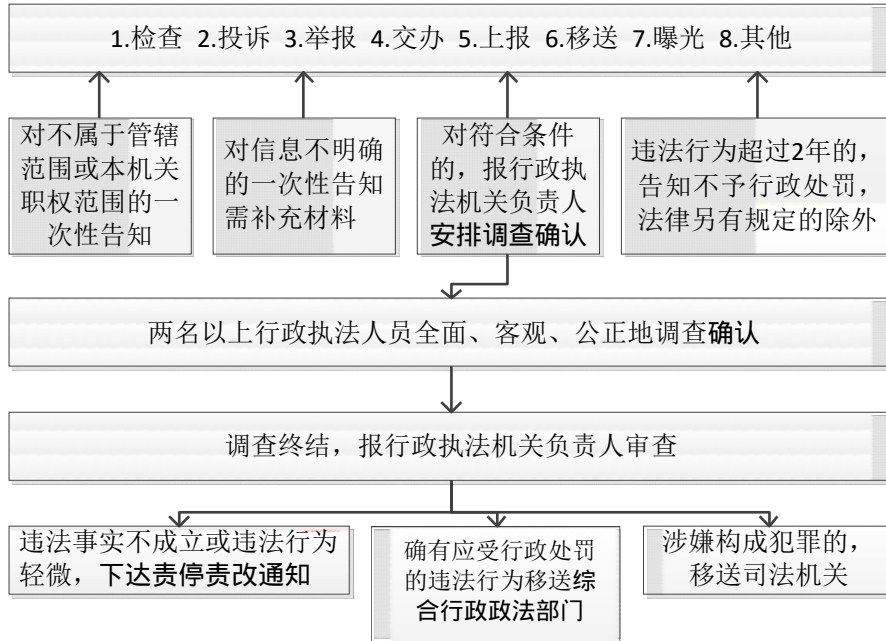 1.检查 2.投诉 3.举报 4.交办 5.上报 6.移送 7.曝光 8.其他
对不属于管辖
范围或本机关
职权范围的一
次性告知
对信息不明确
的一次性告知
需补充材料
对符合条件
的，报行政执
法机关负责人
安排调查确认
违法行为超过2年的，
告知不予行政处罚，
法律另有规定的除外
两名以上行政执法人员全面、客观、公正地调查确认
调查终结，报行政执法机关负责人审查
违法事实不成立或违法行为
轻微，下达责停责改通知
确有应受行政处罚
的违法行为移送综
合行政政法部门
涉嫌构成犯罪的，
移送司法机关